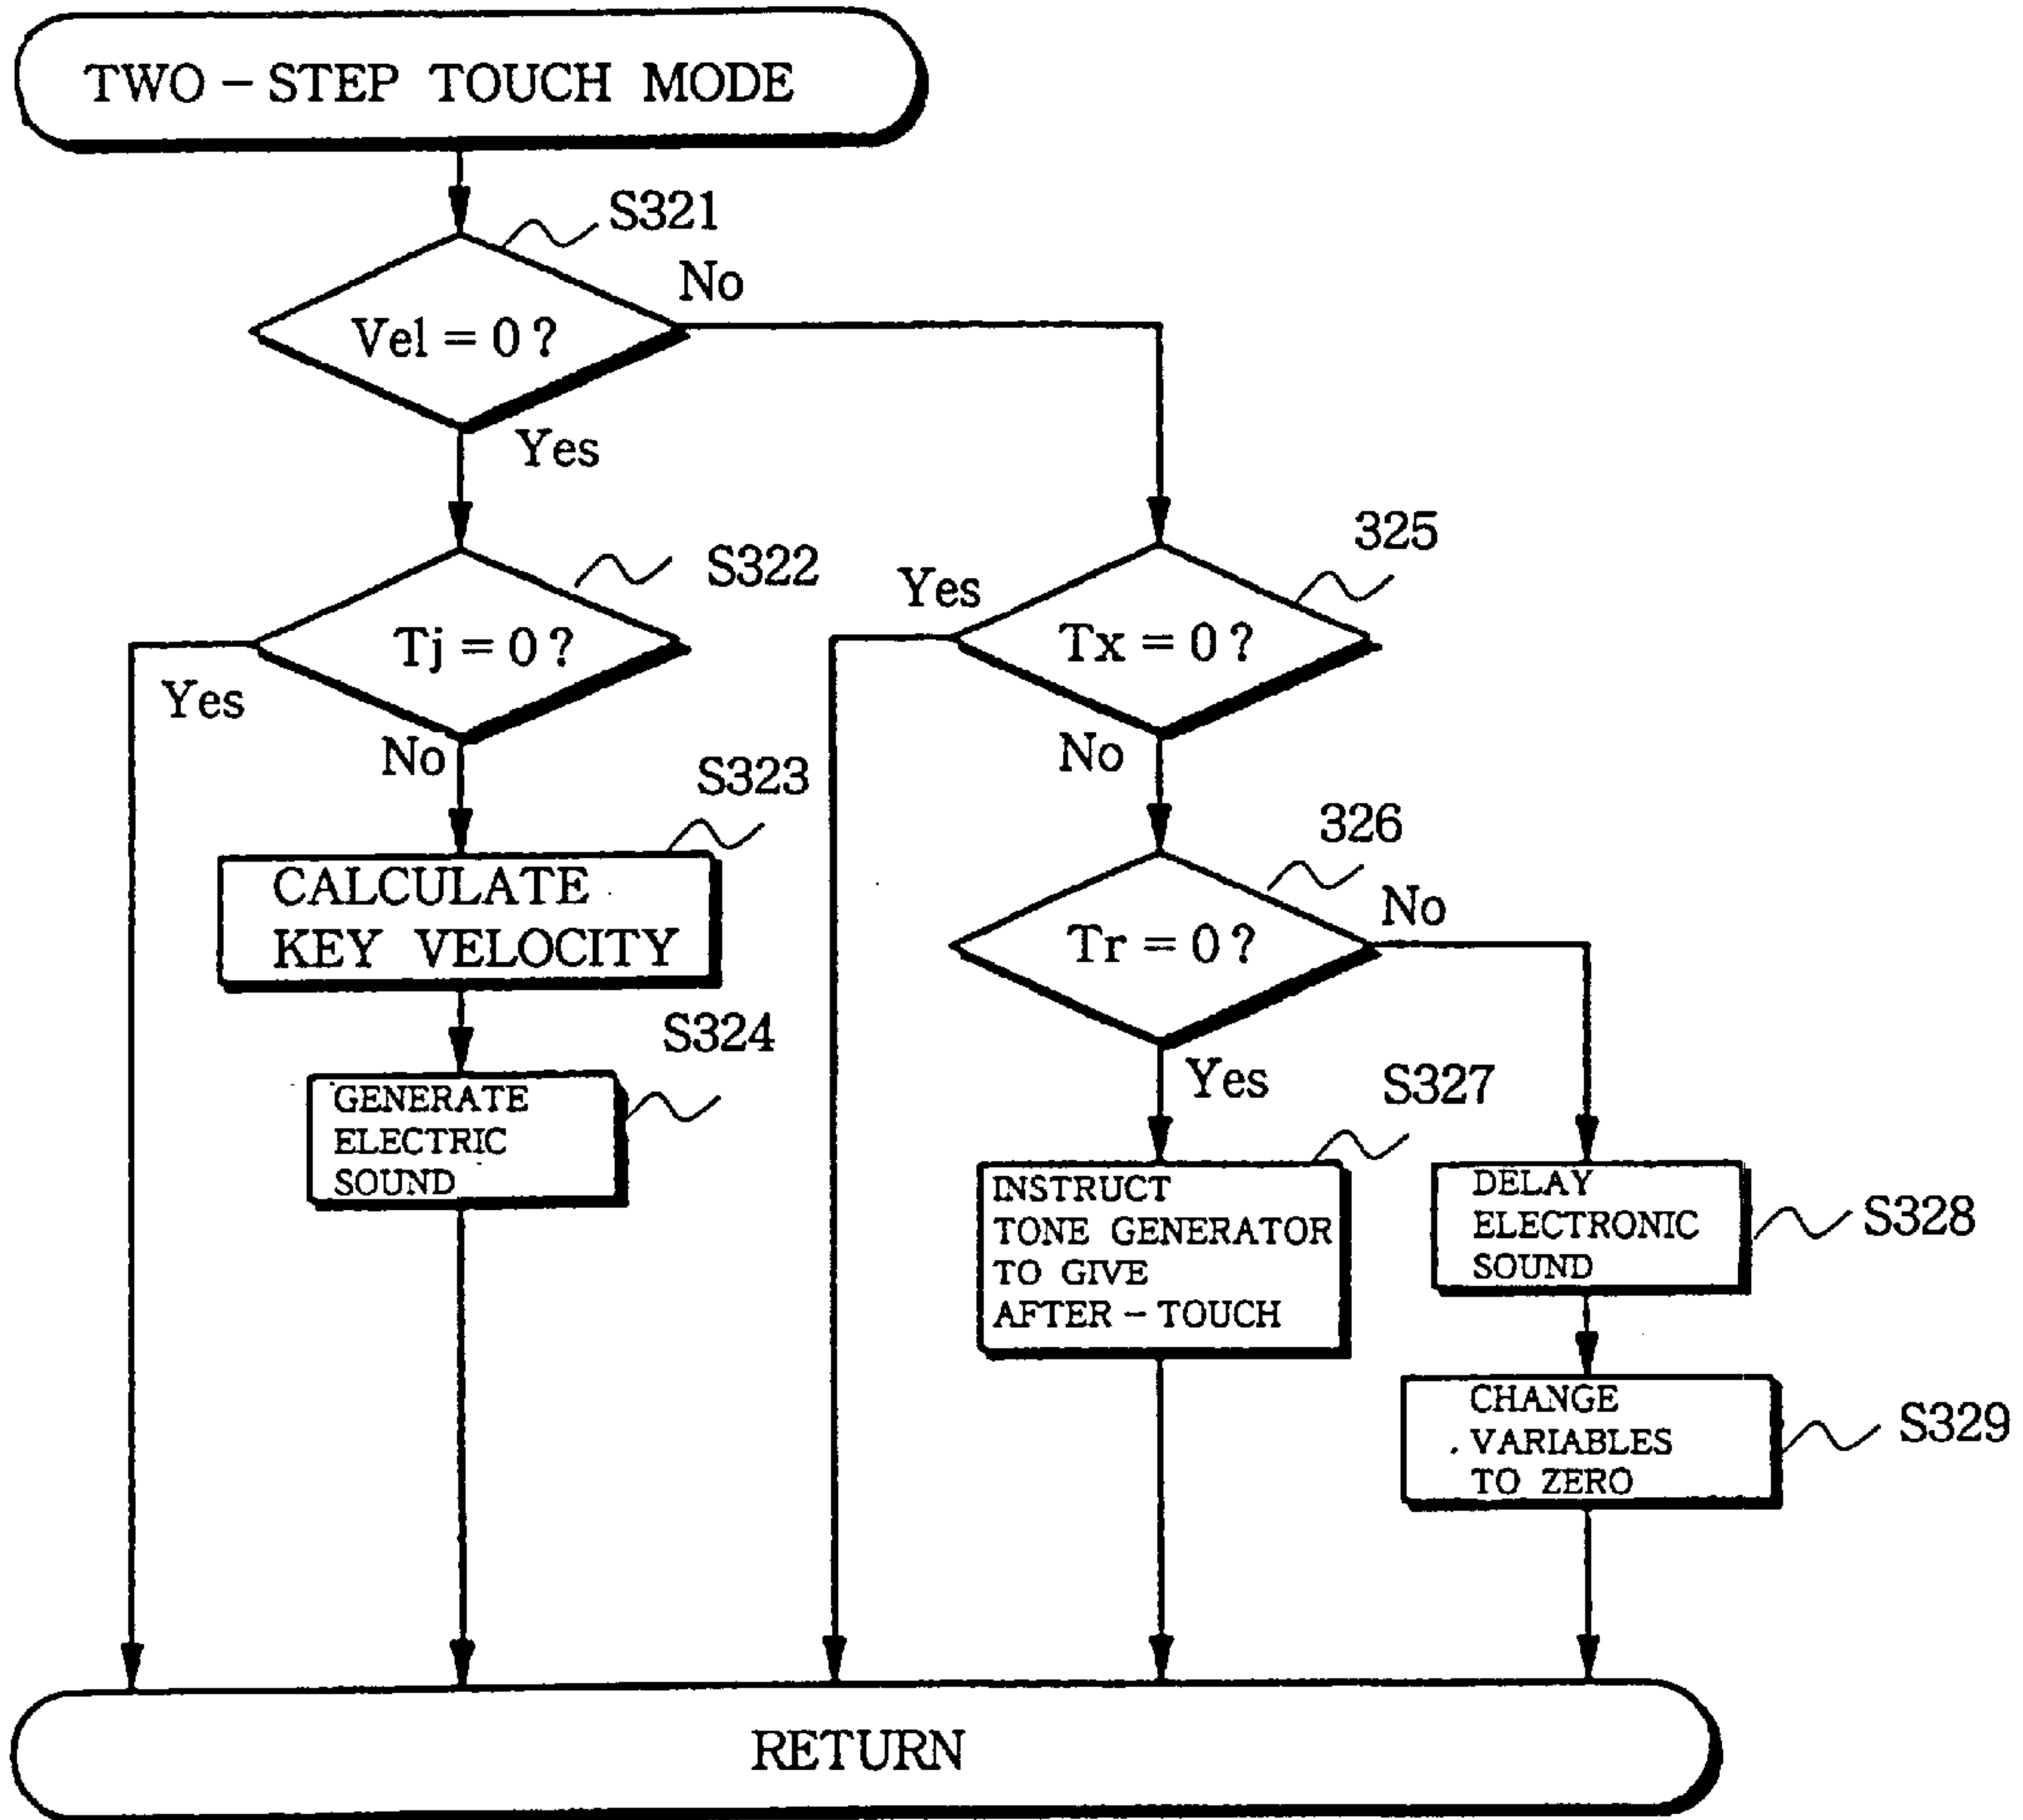 TWO – STEP TOUCH MODE
S321
No
Vel = 0 ?
Yes
S322
Tj = 0 ?
Yes
No
S323
CALCULATE
KEY VELOCITY
S324
GENERATE
ELECTRIC
SOUND
325
Yes
Tx = 0 ?
No
326
No
Tr = 0 ?
Yes
S327
INSTRUCT
TONE GENERATOR
TO GIVE
AFTER – TOUCH
DELAY
ELECTRONIC
SOUND
S328
CHANGE
VARIABLES
TO ZERO
S329
RETURN